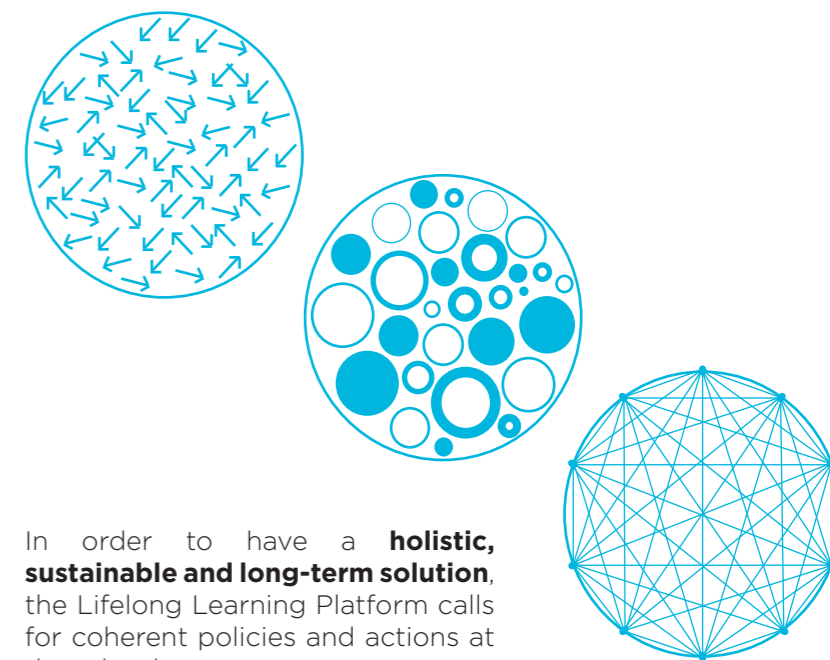 In order to have a holistic,
sustainable and long-term solution,
the Lifelong Learning Platform calls
for coherent policies and actions at